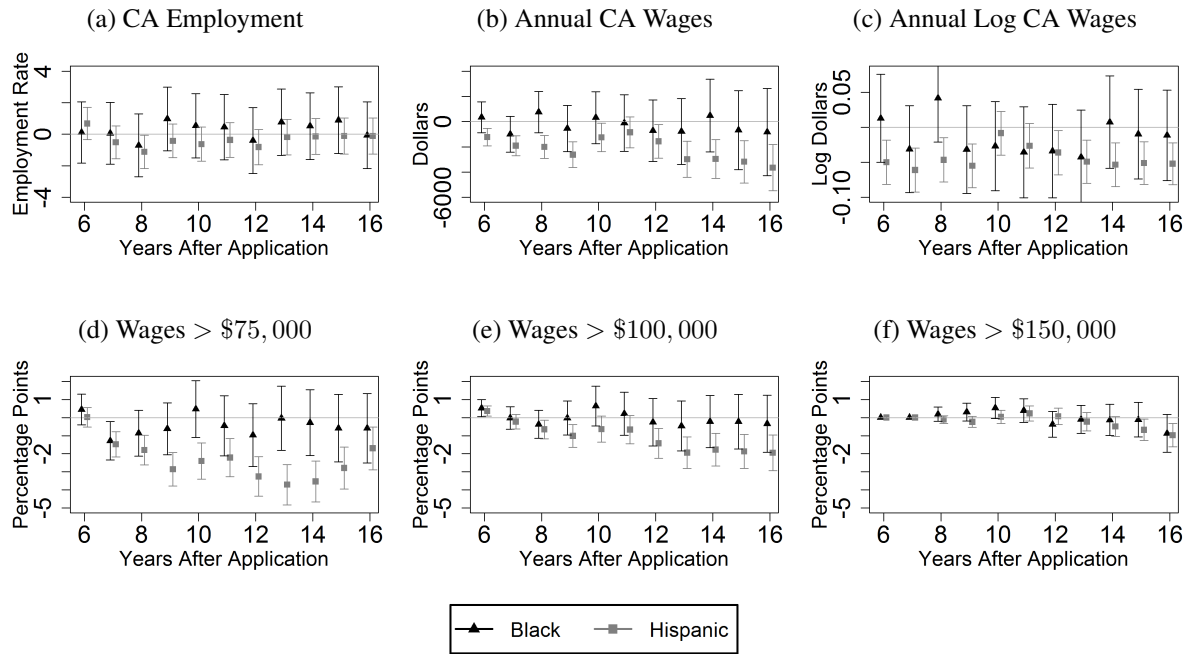 (a) CA Employment
(b) Annual CA Wages
(c) Annual Log CA Wages
Employment Rate
4
0
-4
6 8 10 12 14 16
Years After Application
Dollars
0
-6000
6 8 10 12 14 16
Years After Application
Log Dollars
0.05
-0.10
6 8 10 12 14 16
Years After Application
(d) Wages > $75,000
(e) Wages > $100,000
(f) Wages > $150,000
Percentage Points
1
-2
-5
6 8 10 12 14 16
Years After Application
Percentage Points
1
-2
-5
6 8 10 12 14 16
Years After Application
Percentage Points
1
-2
-5
6 8 10 12 14 16
Years After Application
Black Hispanic